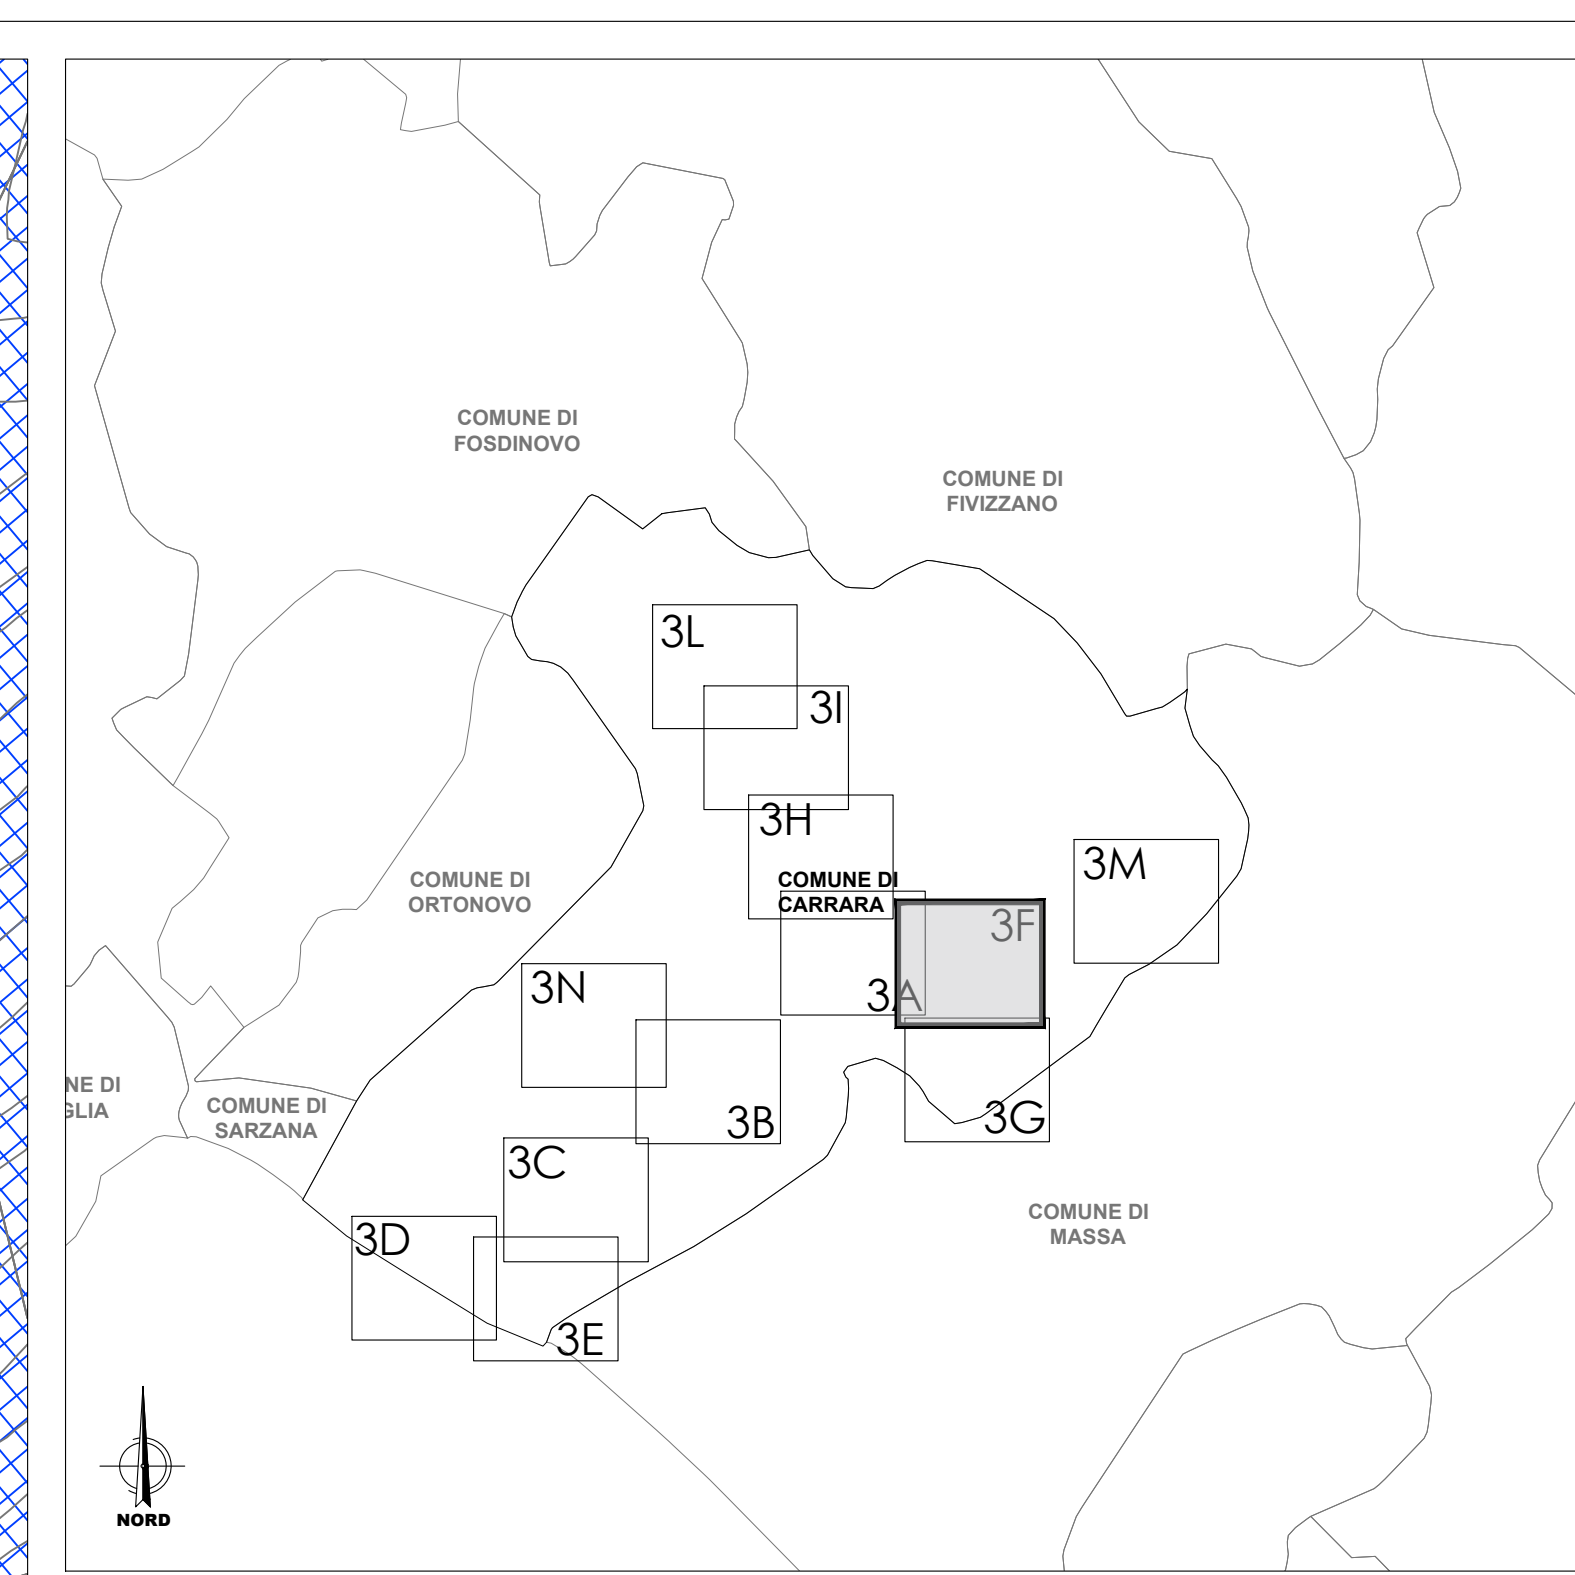 COMUNE DI
FOSDINOVO
COMUNE DI
FIVIZZANO
3L
3I
3H
3M
COMUNE DI
CARRARA
COMUNE DI
ORTONOVO
3F
3A
3N
NE DI
GLIA
COMUNE DI
SARZANA
3B
3G
3C
COMUNE DI
MASSA
3D
3E
NORD